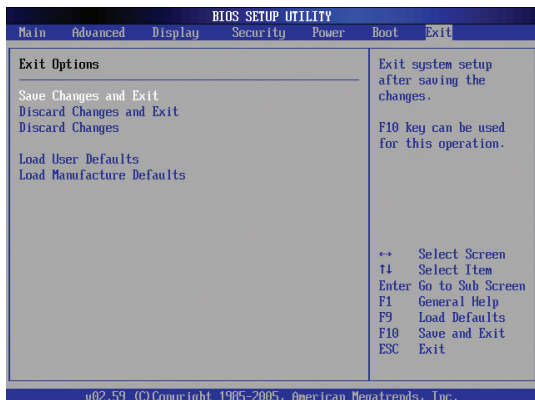 BIOS SETUP UTILITY
Main Advanced Display Security Power Boot Exit
Exit Options
Save Changes and Exit
Discard Changes and Exit
Discard Changes
Load User Defaults
Load Manufacture Defaults
Exit system setup
after saving the
changes.
F10 key can be used
for this operation.
↔ Select Screen
↑↓ Select Item
Enter Go to Sub Screen
F1 General Help
F9 Load Defaults
F10 Save and Exit
ESC Exit
v02.59 (C)Copyright 1985-2005, American Megatrends, Inc.